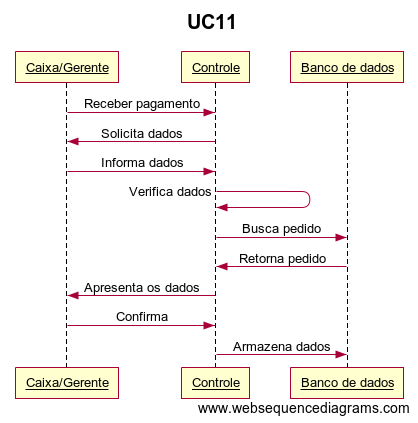 UC11
Caixa/Gerente Controle Banco de dados
Receber pagamento
Solicita dados
Informa dados
Verifica dados
Busca pedido
Retorna pedido
Apresenta os dados
Confirma
Armazena dados
Caixa/Gerente Controle Banco de dados
www.websequencediagrams.com